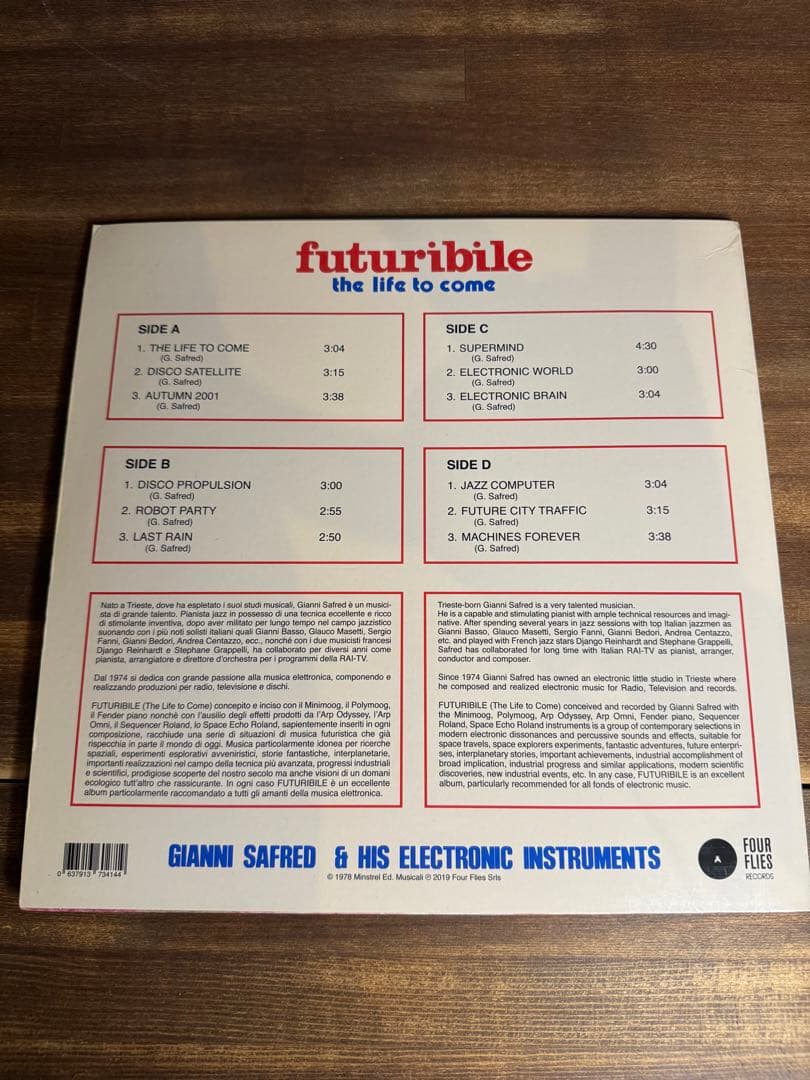 futuribile
the life to come
SIDE A
1. THE LIFE TO COME 3:04
(G. Safred)
2. DISCO SATELLITE 3:15
(G. Safred)
3. AUTUMN 2001 3:38
(G. Safred)
SIDE C
1. SUPERMIND 4:30
(G. Safred)
2. ELECTRONIC WORLD 3:00
(G. Safred)
3. ELECTRONIC BRAIN 3:04
(G. Safred)
SIDE B
1. DISCO PROPULSION 3:00
(G. Safred)
2. ROBOT PARTY 2:55
(G. Safred)
3. LAST RAIN 2:50
(G. Safred)
SIDE D
1. JAZZ COMPUTER 3:04
(G. Safred)
2. FUTURE CITY TRAFFIC 3:15
(G. Safred)
3. MACHINES FOREVER 3:38
(G. Safred)
Nato a Trieste, dove ha espletato i suoi studi musicali, Gianni Safred è un musici-
sta di grande talento. Pianista jazz in possesso di una tecnica eccellente e ricco
di stimolante inventiva, dopo aver militato per lungo tempo nel campo jazzistico
suonando con i più noti solisti italiani quali Gianni Basso, Glauco Masetti, Sergio
Fanni, Gianni Bedori, Andrea Centazzo, ecc., nonché con i due musicisti francesi
Django Reinhardt e Stephane Grappelli, ha collaborato per diversi anni come
pianista, arrangiatore e direttore d'orchestra per i programmi della RAI-TV.
Dal 1974 si dedica con grande passione alla musica elettronica, componendo e
realizzando produzioni per radio, televisione e dischi.
FUTURIBILE (The Life to Come) concepito e inciso con il Minimoog, il Polymoog,
il Fender piano nonchè con l'ausilio degli effetti prodotti da l'Arp Odyssey, l'Arp
Omni, il Sequencer Roland, lo Space Echo Roland, sapientemente inseriti in ogni
composizione, racchiude una serie di situazioni di musica futuristica che già
rispecchia in parte il mondo di oggi. Musica particolarmente idonea per ricerche
spaziali, esperimenti esplorativi avveniristici, storie fantastiche, interplanetarie,
importanti realizzazioni nel campo della tecnica più avanzata, progressi industriali
e scientifici, prodigiose scoperte del nostro secolo ma anche visioni di un domani
ecologico tutt'altro che rassicurante. In ogni caso FUTURIBILE è un eccellente
album particolarmente raccomandato a tutti gli amanti della musica elettronica.
Trieste-born Gianni Safred is a very talented musician.
He is a capable and stimulating pianist with ample technical resources and imagi-
native. After spending several years in jazz sessions with top Italian jazzmen as
Gianni Basso, Glauco Masetti, Sergio Fanni, Gianni Bedori, Andrea Centazzo,
etc. and played with French jazz stars Django Reinhardt and Stephane Grappelli,
Safred has collaborated for long time with Italian RAI-TV as pianist, arranger,
conductor and composer.
Since 1974 Gianni Safred has owned an electronic little studio in Trieste where
he composed and realized electronic music for Radio, Television and records.
FUTURIBILE (The Life to Come) conceived and recorded by Gianni Safred with
the Minimoog, Polymoog, Arp Odyssey, Arp Omni, Fender piano, Sequencer
Roland, Space Echo Roland instruments is a group of contemporary selections in
modern electronic dissonances and percussive sounds and effects, suitable for
space travels, space explorers experiments, fantastic adventures, future enterpri-
ses, interplanetary stories, important achievements, industrial accomplishment of
broad implication, industrial progress and similar applications, modern scientific
discoveries, new industrial events, etc. In any case, FUTURIBILE is an excellent
album, particularly recommended for all fonds of electronic music.
0 637913 734144
GIANNI SAFRED & HIS ELECTRONIC INSTRUMENTS
© 1978 Minstrel Ed. Musicali ℗ 2019 Four Flies Srls
FOUR
FLIES
RECORDS